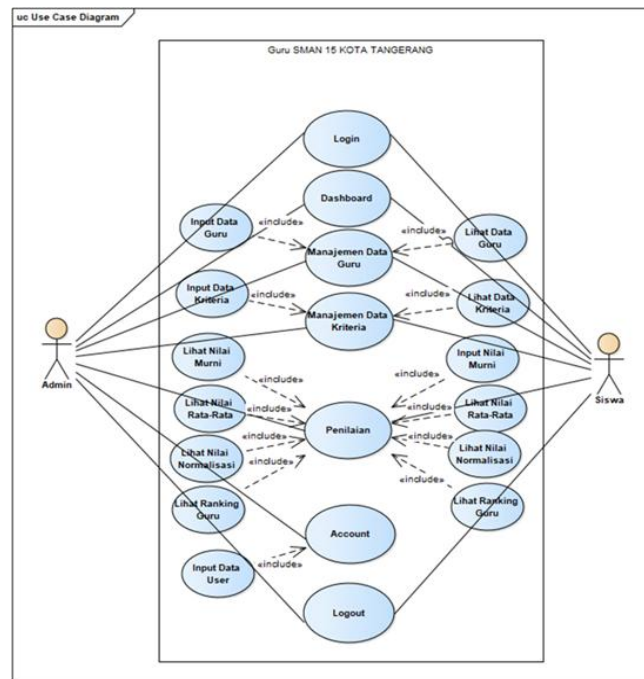 uc Use Case Diagram
Guru SMAN 15 KOTA TANGERANG
Login
Dashboard
Input Data
Guru
«include»
«include»
Lihat Data
Guru
Manajemen Data
Guru
Input Data
Kriteria
«include»
«include»
Lihat Data
Kriteria
Manajemen Data
Kriteria
Admin
Siswa
Lihat Nilai
Murni
Input Nilai
Murni
«include»
«include»
Lihat Nilai
Rata-Rata
«include»
«include»
Lihat Nilai
Rata-Rata
Penilaian
Lihat Nilai
Normalisasi
«include»
«include»
Lihat Nilai
Normalisasi
«include»
«include»
Lihat Ranking
Guru
Lihat Ranking
Guru
Account
Input Data
User
«include»
Logout